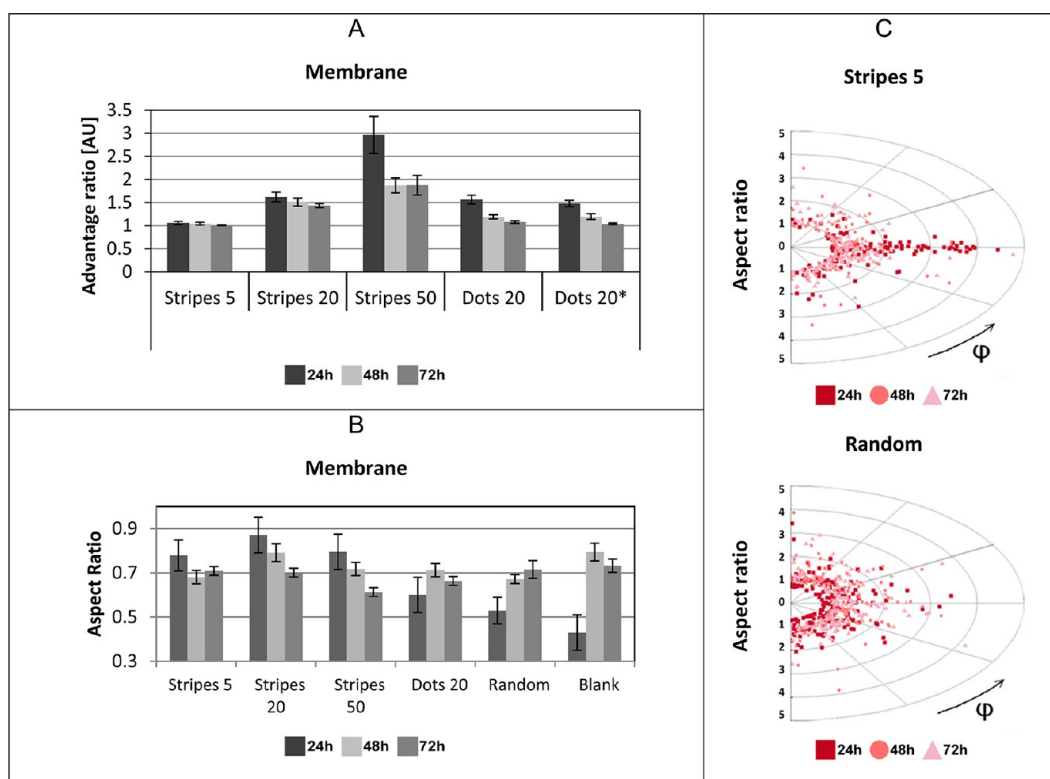 A
Membrane
Advantage ratio [AU]
3.5
3
2.5
2
1.5
1
0.5
0
Stripes 5 Stripes 20 Stripes 50 Dots 20 Dots 20*
24h 48h 72h
B
Membrane
Aspect Ratio
0.9
0.7
0.5
0.3
Stripes 5 Stripes 20 Stripes 50 Dots 20 Random Blank
24h 48h 72h
C
Stripes 5
Aspect ratio
5
4
3
2
1
0
1
2
3
4
5
φ
24h 48h 72h
Random
Aspect ratio
5
4
3
2
1
0
1
2
3
4
5
φ
24h 48h 72h